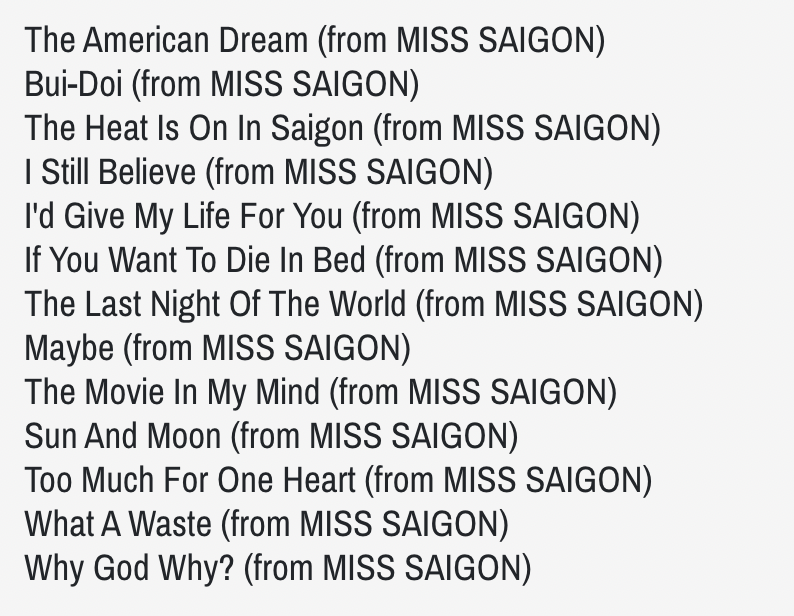 The American Dream (from MISS SAIGON)
Bui-Doi (from MISS SAIGON)
The Heat Is On In Saigon (from MISS SAIGON)
I Still Believe (from MISS SAIGON)
I'd Give My Life For You (from MISS SAIGON)
If You Want To Die In Bed (from MISS SAIGON)
The Last Night Of The World (from MISS SAIGON)
Maybe (from MISS SAIGON)
The Movie In My Mind (from MISS SAIGON)
Sun And Moon (from MISS SAIGON)
Too Much For One Heart (from MISS SAIGON)
What A Waste (from MISS SAIGON)
Why God Why? (from MISS SAIGON)